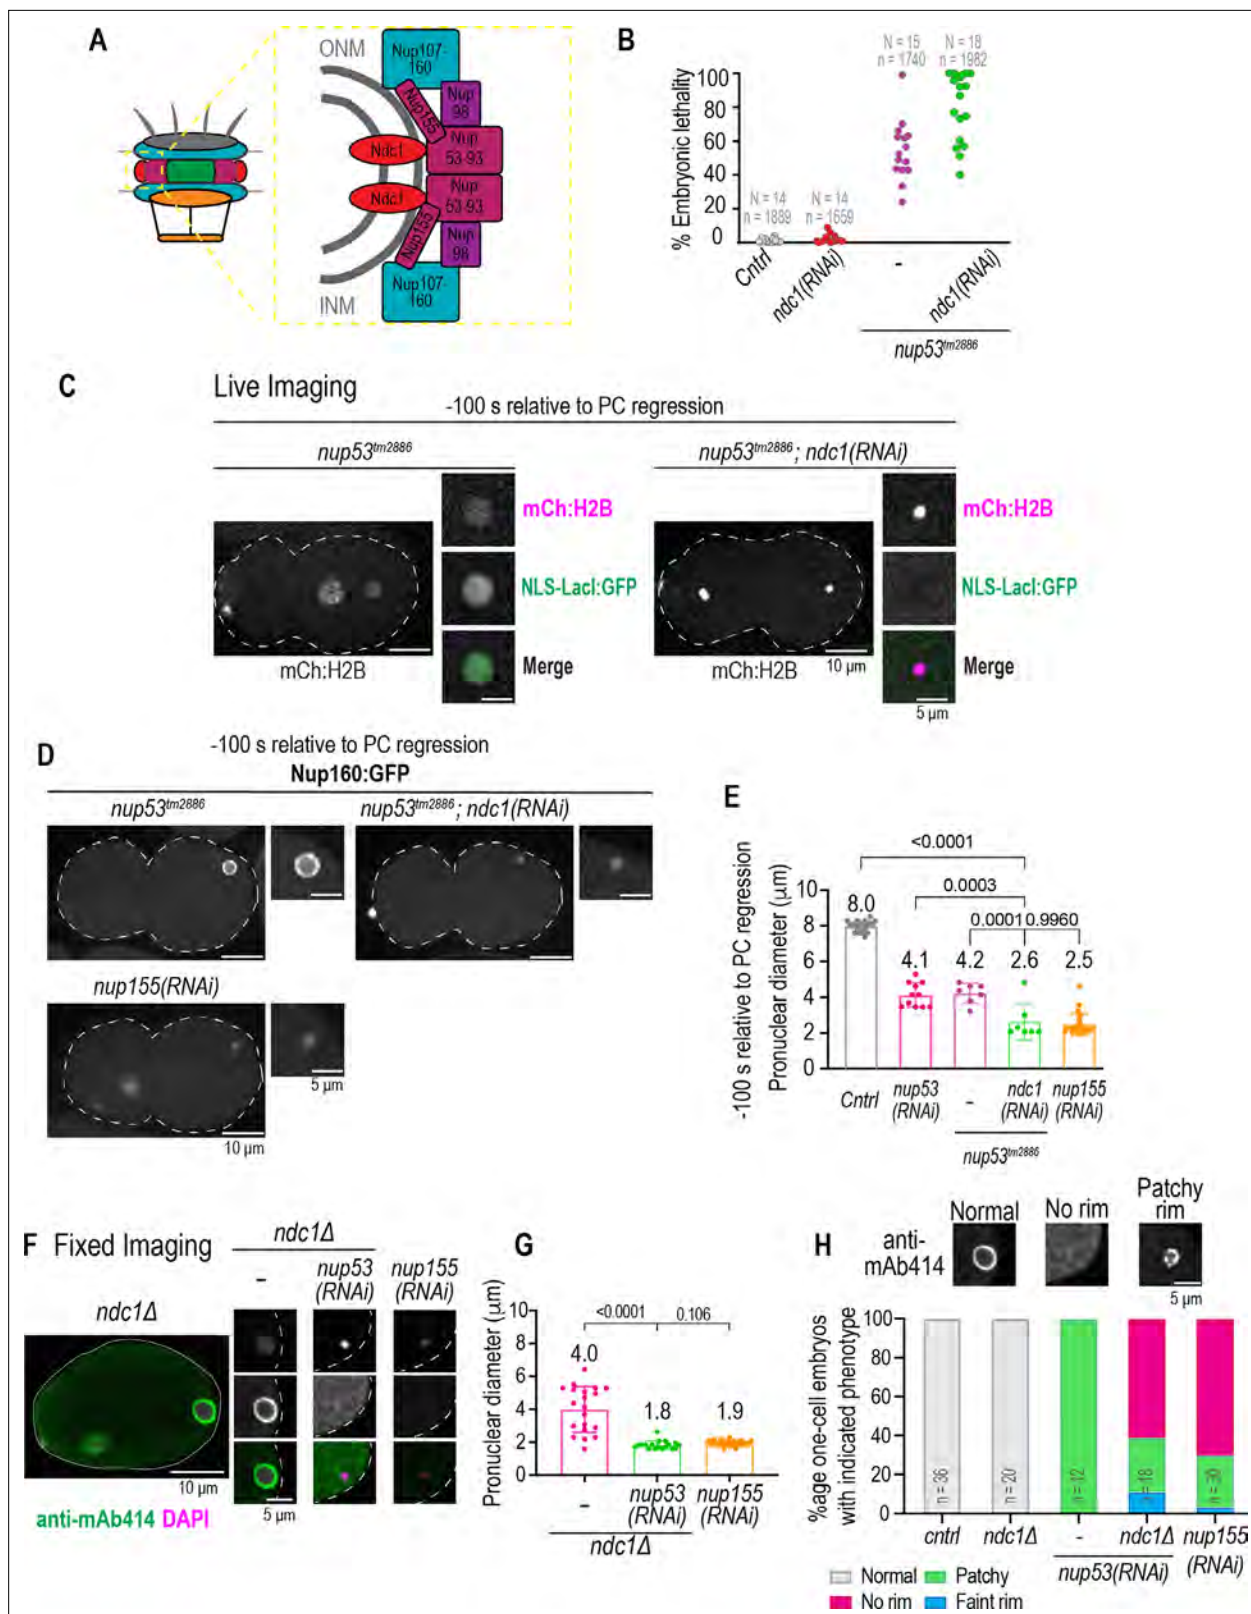 A
ONM
Nup107-
160
Nup155
Nup
98
Ndc1
Nup
53-93
Ndc1
Nup
53-93
Nup155
Nup
98
Nup107-
160
INM
B
% Embryonic lethality
100
80
60
40
20
0
N = 14
n = 1889
N = 14
n = 1659
N = 15
n = 1740
N = 18
n = 1982
Cntrl
ndc1(RNAi)
-
ndc1(RNAi)
nup53tm2886
C
Live Imaging
-100 s relative to PC regression
nup53tm2886
nup53tm2886; ndc1(RNAi)
mCh:H2B
NLS-LacI:GFP
Merge
mCh:H2B
mCh:H2B
NLS-LacI:GFP
Merge
mCh:H2B
10 µm
5 µm
D
-100 s relative to PC regression
Nup160:GFP
nup53tm2886
nup53tm2886; ndc1(RNAi)
nup155(RNAi)
5 µm
10 µm
E
-100 s relative to PC regression
Pronuclear diameter (µm)
10
8
6
4
2
0
<0.0001
0.0003
0.0001
0.9960
8.0
4.1
4.2
2.6
2.5
Cntrl
nup53
(RNAi)
-
ndc1
(RNAi)
nup155
(RNAi)
nup53tm2886
F
Fixed Imaging
ndc1Δ
ndc1Δ
-
nup53
(RNAi)
nup155
(RNAi)
10 µm
5 µm
anti-mAb414 DAPI
G
Pronuclear diameter (µm)
10
8
6
4
2
0
<0.0001
0.106
4.0
1.8
1.9
-
nup53
(RNAi)
nup155
(RNAi)
ndc1Δ
H
anti-
mAb414
Normal
No rim
Patchy
rim
5 µm
%age one-cell embryos
with indicated phenotype
100
80
60
40
20
0
n = 36
n = 20
n = 12
n = 18
n = 30
cntrl
ndc1Δ
-
ndc1Δ
nup155
(RNAi)
nup53(RNAi)
Normal
Patchy
No rim
Faint rim